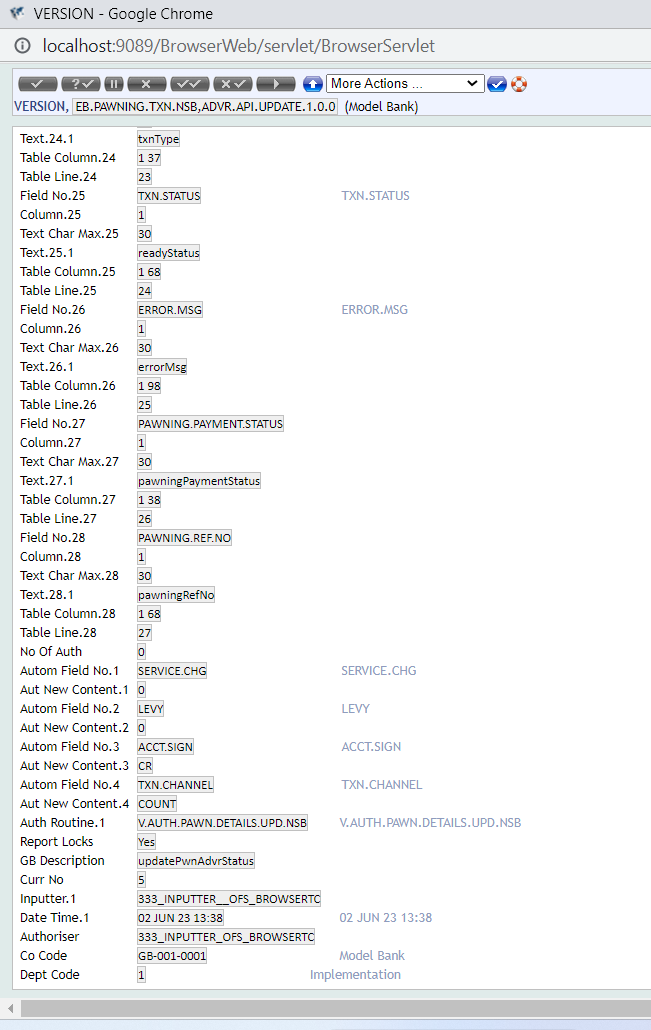 VERSION - Google Chrome
localhost:9089/BrowserWeb/servlet/BrowserServlet
More Actions ...
VERSION, EB.PAWNING.TXN.NSB,ADVR.API.UPDATE.1.0.0 (Model Bank)
Text.24.1 txnType
Table Column.24 1 37
Table Line.24 23
Field No.25 TXN.STATUS TXN.STATUS
Column.25 1
Text Char Max.25 30
Text.25.1 readyStatus
Table Column.25 1 68
Table Line.25 24
Field No.26 ERROR.MSG ERROR.MSG
Column.26 1
Text Char Max.26 30
Text.26.1 errorMsg
Table Column.26 1 98
Table Line.26 25
Field No.27 PAWNING.PAYMENT.STATUS
Column.27 1
Text Char Max.27 30
Text.27.1 pawningPaymentStatus
Table Column.27 1 38
Table Line.27 26
Field No.28 PAWNING.REF.NO
Column.28 1
Text Char Max.28 30
Text.28.1 pawningRefNo
Table Column.28 1 68
Table Line.28 27
No Of Auth 0
Autom Field No.1 SERVICE.CHG SERVICE.CHG
Aut New Content.1 0
Autom Field No.2 LEVY LEVY
Aut New Content.2 0
Autom Field No.3 ACCT.SIGN ACCT.SIGN
Aut New Content.3 CR
Autom Field No.4 TXN.CHANNEL TXN.CHANNEL
Aut New Content.4 COUNT
Auth Routine.1 V.AUTH.PAWN.DETAILS.UPD.NSB V.AUTH.PAWN.DETAILS.UPD.NSB
Report Locks Yes
GB Description updatePwnAdvrStatus
Curr No 5
Inputter.1 333_INPUTTER__OFS_BROWSERTC
Date Time.1 02 JUN 23 13:38 02 JUN 23 13:38
Authoriser 333_INPUTTER_OFS_BROWSERTC
Co Code GB-001-0001 Model Bank
Dept Code 1 Implementation